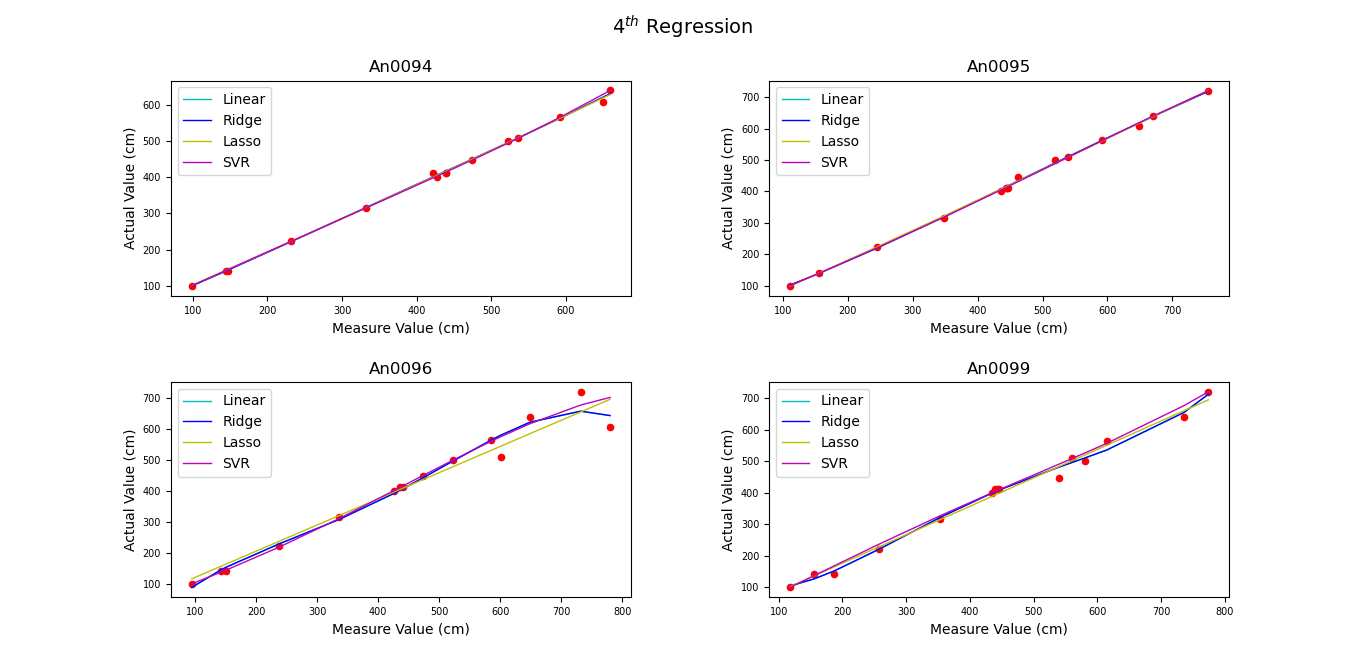 4th Regression
An0094
Linear
Ridge
Lasso
SVR
Actual Value (cm)
600
500
400
300
200
100
100 200 300 400 500 600
Measure Value (cm)
An0095
Linear
Ridge
Lasso
SVR
Actual Value (cm)
700
600
500
400
300
200
100
100 200 300 400 500 600 700
Measure Value (cm)
An0096
Linear
Ridge
Lasso
SVR
Actual Value (cm)
700
600
500
400
300
200
100
100 200 300 400 500 600 700 800
Measure Value (cm)
An0099
Linear
Ridge
Lasso
SVR
Actual Value (cm)
700
600
500
400
300
200
100
100 200 300 400 500 600 700 800
Measure Value (cm)